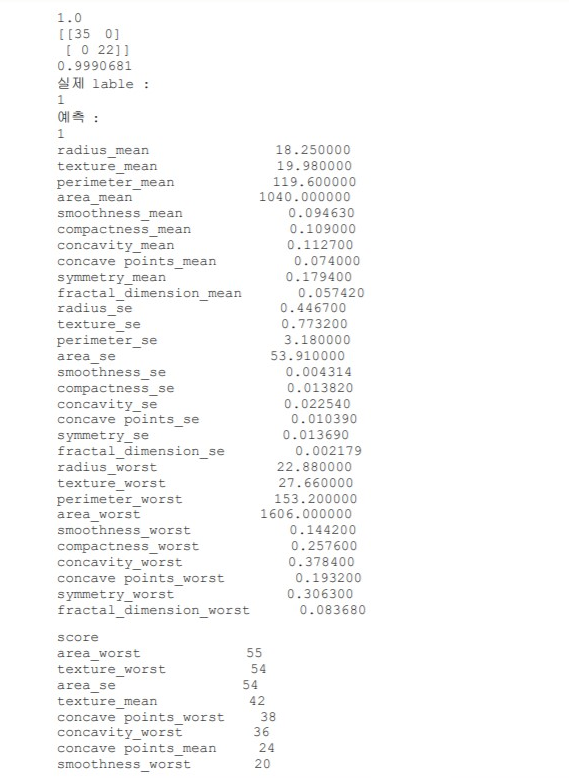 1.0
[[35 0]
[ 0 22]]
0.9990681
실제 lable :
1
예측 :
1
radius_mean 18.250000
texture_mean 19.980000
perimeter_mean 119.600000
area_mean 1040.000000
smoothness_mean 0.094630
compactness_mean 0.109000
concavity_mean 0.112700
concave points_mean 0.074000
symmetry_mean 0.179400
fractal_dimension_mean 0.057420
radius_se 0.446700
texture_se 0.773200
perimeter_se 3.180000
area_se 53.910000
smoothness_se 0.004314
compactness_se 0.013820
concavity_se 0.022540
concave points_se 0.010390
symmetry_se 0.013690
fractal_dimension_se 0.002179
radius_worst 22.880000
texture_worst 27.660000
perimeter_worst 153.200000
area_worst 1606.000000
smoothness_worst 0.144200
compactness_worst 0.257600
concavity_worst 0.378400
concave points_worst 0.193200
symmetry_worst 0.306300
fractal_dimension_worst 0.083680
score
area_worst 55
texture_worst 54
area_se 54
texture_mean 42
concave points_worst 38
concavity_worst 36
concave points_mean 24
smoothness_worst 20